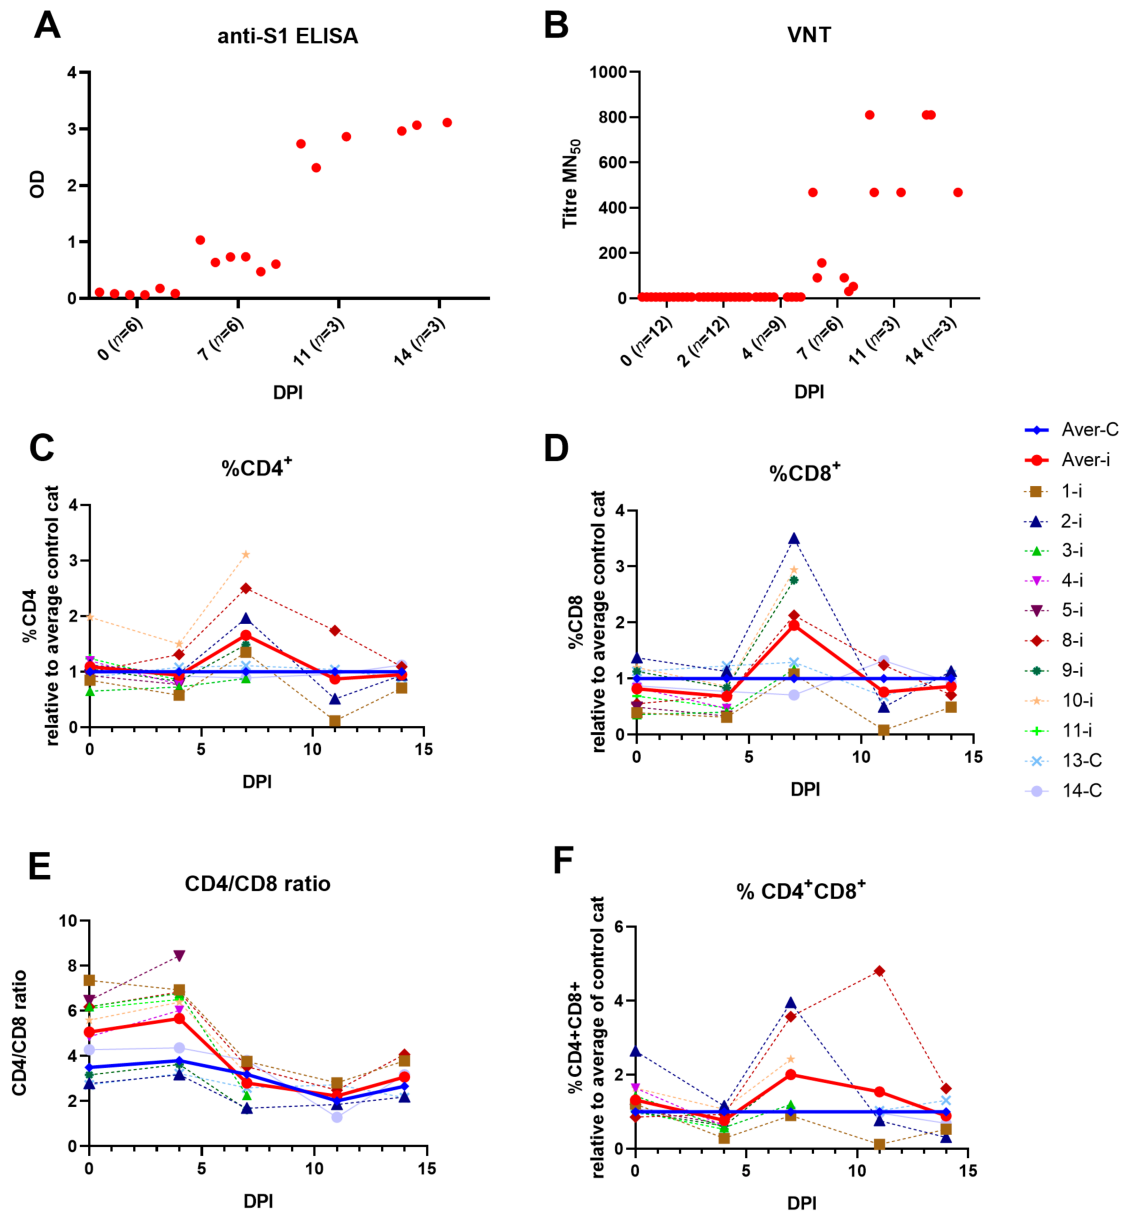 A
anti-S1 ELISA
4
3
2
1
0
OD
0 (n=6)
7 (n=6)
11 (n=3)
14 (n=3)
DPI
B
VNT
1000
800
600
400
200
0
Titre MN50
0 (n=12)
2 (n=12)
4 (n=9)
7 (n=6)
11 (n=3)
14 (n=3)
DPI
C
%CD4+
4
3
2
1
0
%CD4
relative to average control cat
0
5
10
15
DPI
D
%CD8+
4
3
2
1
0
%CD8
relative to average control cat
0
5
10
15
DPI
Aver-C
Aver-i
1-i
2-i
3-i
4-i
5-i
8-i
9-i
10-i
11-i
13-C
14-C
E
CD4/CD8 ratio
10
8
6
4
2
0
CD4/CD8 ratio
0
5
10
15
DPI
F
% CD4+CD8+
6
4
2
0
%CD4+CD8+
relative to average of control cat
0
5
10
15
DPI